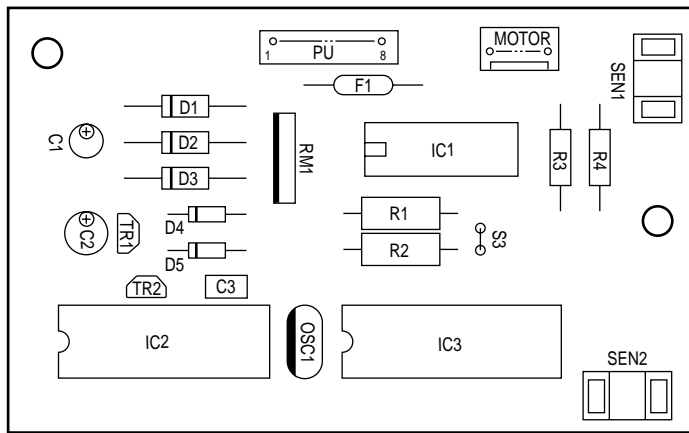 PU
1
8
MOTOR
SEN1
F1
D1
D2
D3
C1
RM1
IC1
R3
R4
D4
D5
C2
TR1
R1
R2
S3
TR2
C3
IC2
OSC1
IC3
SEN2